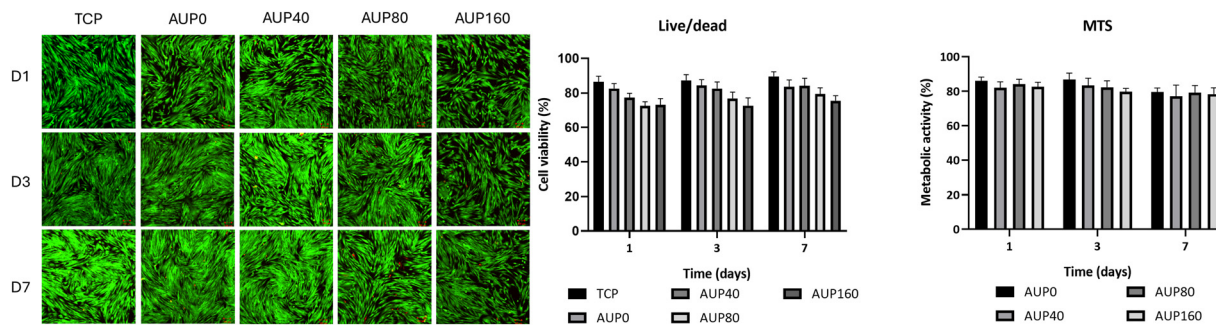 TCP AUP0 AUP40 AUP80 AUP160
D1
D3
D7
Live/dead
Cell viability (%)
100
80
60
40
20
0
1 3 7
Time (days)
TCP AUP40 AUP160
AUP0 AUP80
MTS
Metabolic activity (%)
100
80
60
40
20
0
1 3 7
Time (days)
AUP0 AUP80
AUP40 AUP160